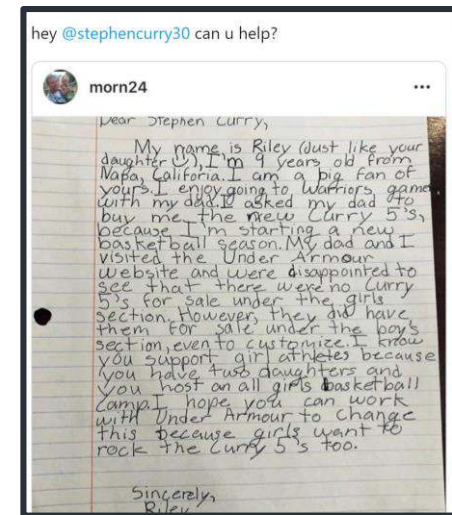 hey @stephencurry30 can u help?
morn24
Dear Stephen Curry,
My name is Riley (Just like your
daughter), I'm 9 years old from
Napa, Califoria. I am a big fan of
yours. I enjoy going to Warriors game
with my dad. I asked my dad to
buy me the new Curry 5's,
because I'm starting a new
basketball season. My dad and I
visited the Under Armour
website and were disappointed to
see that there were no Curry
5's for sale under the girls
section. However, they did have
them for sale under the boy's
section, even to customize. I know
you support girl athletes because
you have two daughters and
you host an all girls basketball
camp. I hope you can work
with Under Armour to change
this because girls want to
rock the Curry 5's too.
Sincerely,
Riley